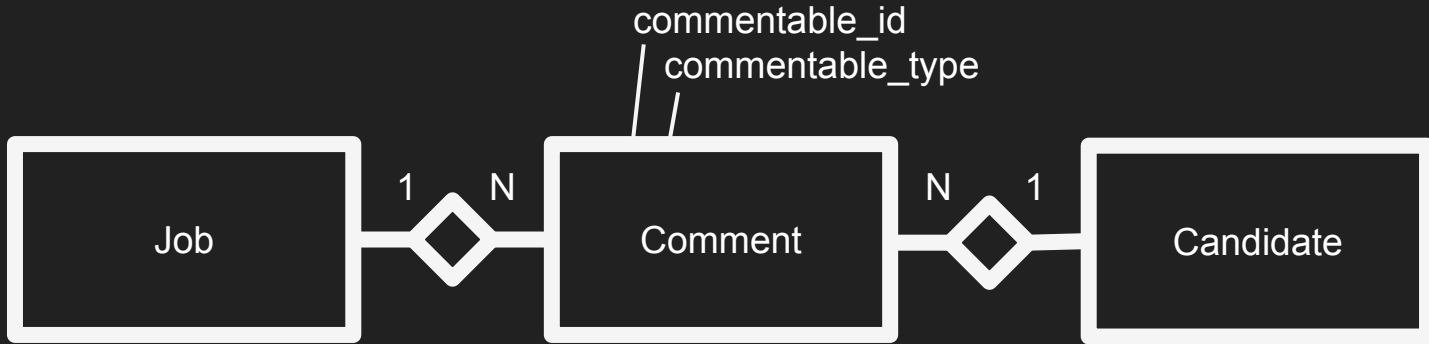 commentable_id
commentable_type
1 N
N 1
Job
Comment
Candidate